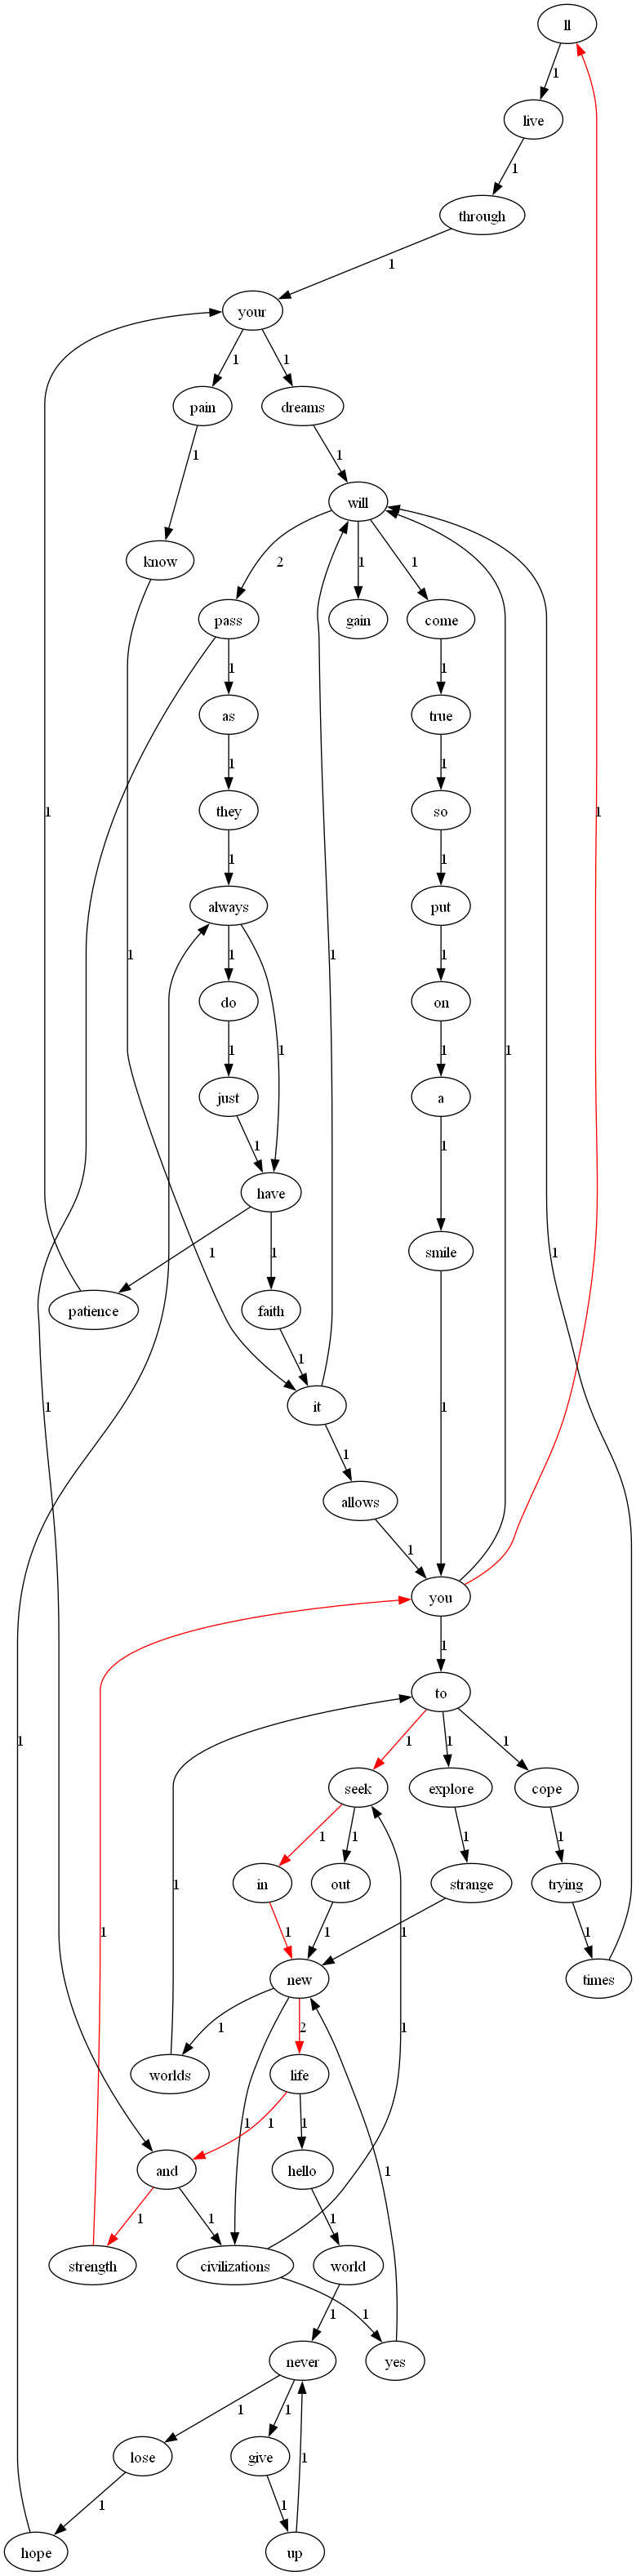 ll
1
live
1
through
1
your
1 1
pain dreams
1 1
will
know 2 1 1
pass gain come
1 1
as true
1 1
they so
1 1 1
always put
1 1
do on
1 1 1 1 1
just a
1 1
have
1 1 smile
patience faith
1
it
1 1 1
allows
1 1
you
1
to
1 1 1
seek explore cope
1 1 1 1
in out strange trying
1 1 1 1 1
new times
1 1 2
worlds life
1 1 1 1
and hello
1 1 1
strength civilizations world
1 1 1
never yes
1 1
lose give
1 1 1
hope up